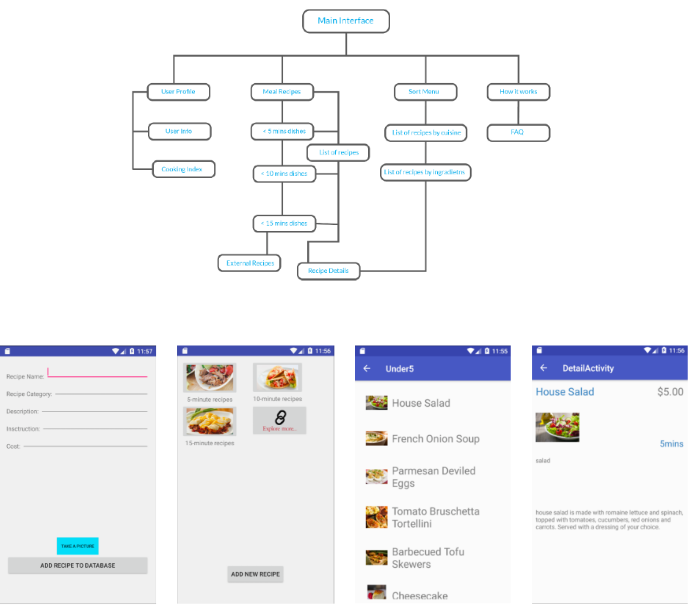 Main Interface
User Profile
Meal Recipes
Sort Menu
How it works
User Info
< 5 mins dishes
List of recipes by cuisine
FAQ
List of recipes
Cooking Index
< 10 mins dishes
List of recipes by ingradietns
< 15 mins dishes
External Recipes
Recipe Details
11:57
Recipe Name:
Recipe Category:
Description:
Inctruction:
Cost:
TAKE A PICTURE
ADD RECIPE TO DATABASE
11:56
5-minute recipes
10-minute recipes
15-minute recipes
Explore more...
ADD NEW RECIPE
11:55
Under5
House Salad
French Onion Soup
Parmesan Deviled
Eggs
Tomato Bruschetta
Tortellini
Barbecued Tofu
Skewers
Cheesecake
11:56
DetailActivity
House Salad
$5.00
5mins
salad
house salad is made with romaine lettuce and spinach,
topped with tomatoes, cucumbers, red onions and
carrots. Served with a dressing of your choice.